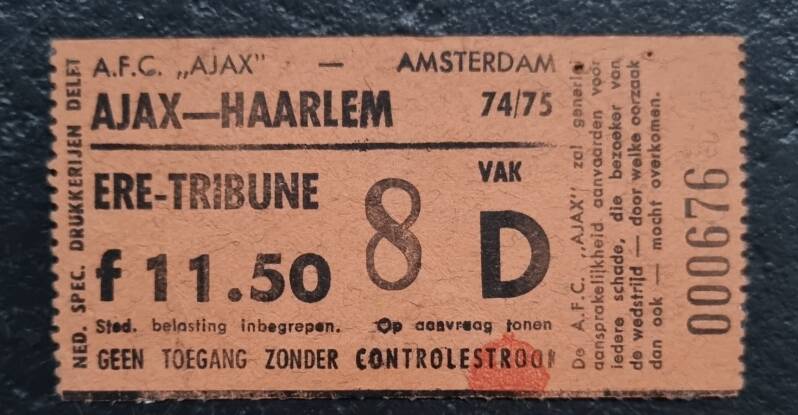 NED. SPEC. DRUKKERIJEN DELFT
A.F.C. „AJAX” — AMSTERDAM
AJAX—HAARLEM 74/75
ERE-TRIBUNE 8 VAK D
f 11.50
Sted. belasting inbegrepen. Op aanvraag tonen
GEEN TOEGANG ZONDER CONTROLESTROOK
De A.F.C. „AJAX” zal generlei
aansprakelijkheid aanvaarden voor
iedere schade, die bezoeker van
de wedstrijd — door welke oorzaak
dan ook — mocht overkomen.
000676